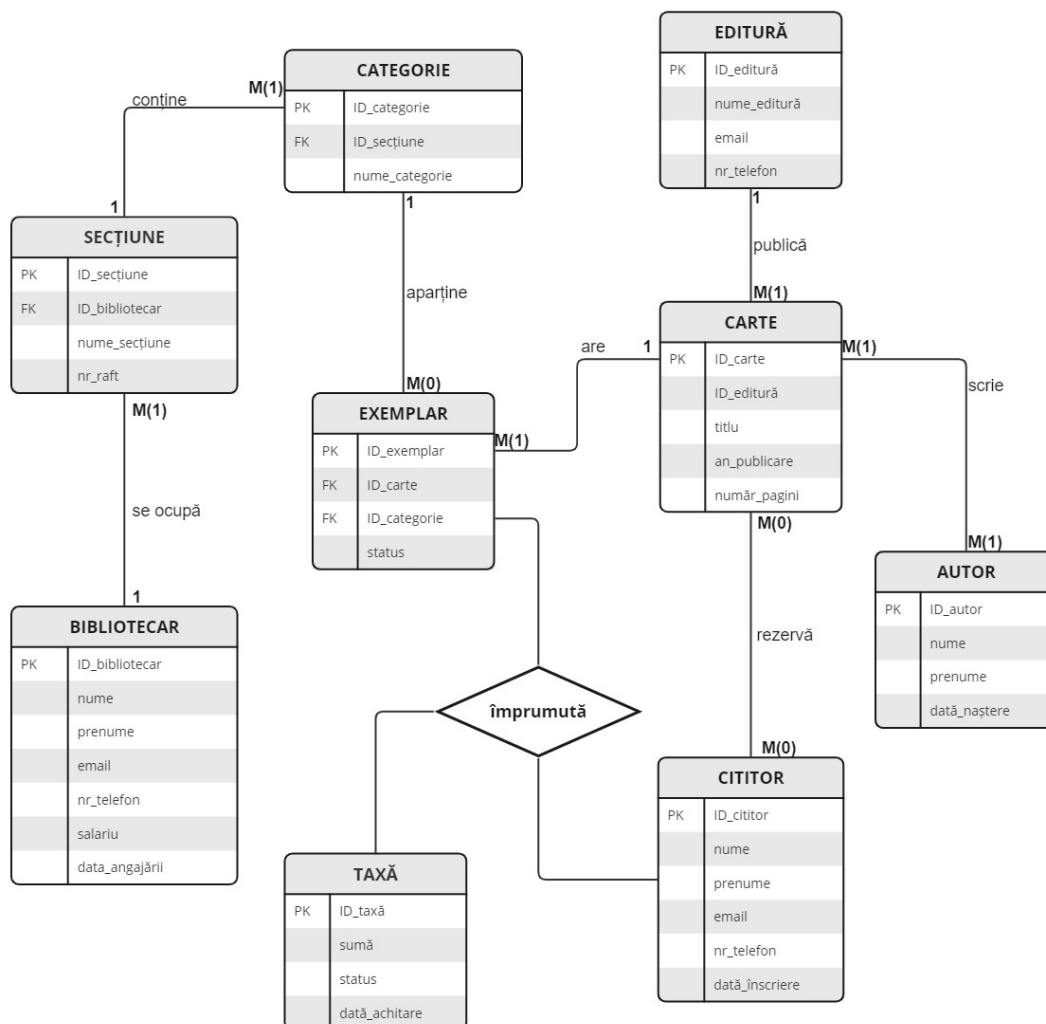 EDITURĂ
PK ID_editură
nume_editură
email
nr_telefon
1
publică
M(1)
CATEGORIE
PK ID_categorie
FK ID_secțiune
nume_categorie
M(1)
conține
1
1
aparține
M(0)
SECȚIUNE
PK ID_secțiune
FK ID_bibliotecar
nume_secțiune
nr_raft
M(1)
se ocupă
1
CARTE
PK ID_carte
ID_editură
titlu
an_publicare
număr_pagini
are
1
M(1)
M(1)
scrie
M(1)
M(0)
rezervă
M(0)
EXEMPLAR
PK ID_exemplar
FK ID_carte
FK ID_categorie
status
AUTOR
PK ID_autor
nume
prenume
dată_naștere
BIBLIOTECAR
PK ID_bibliotecar
nume
prenume
email
nr_telefon
salariu
data_angajării
împrumută
CITITOR
PK ID_cititor
nume
prenume
email
nr_telefon
dată_înscriere
TAXĂ
PK ID_taxă
sumă
status
dată_achitare